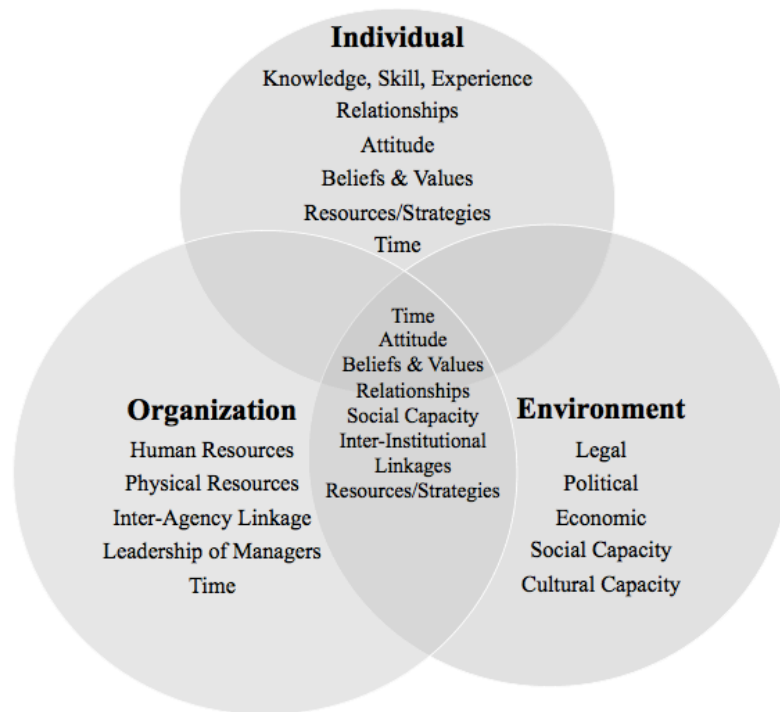 Individual
Knowledge, Skill, Experience
Relationships
Attitude
Beliefs & Values
Resources/Strategies
Time
Time
Attitude
Beliefs & Values
Relationships
Social Capacity
Inter-Institutional
Linkages
Resources/Strategies
Organization
Human Resources
Physical Resources
Inter-Agency Linkage
Leadership of Managers
Time
Environment
Legal
Political
Economic
Social Capacity
Cultural Capacity